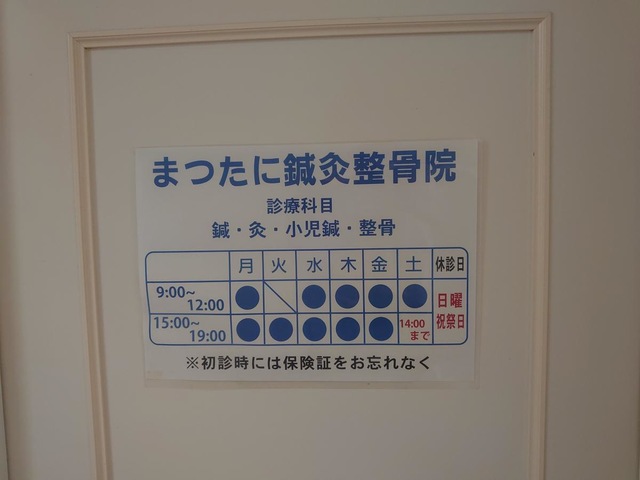 まつたに鍼灸整骨院
診療科目
鍼・灸・小児鍼・整骨
月 火 水 木 金 土 休診日
9:00~12:00 ● ＼ ● ● ● ● 日曜
15:00~19:00 ● ● ● ● ● 14:00まで 祝祭日
※初診時には保険証をお忘れなく